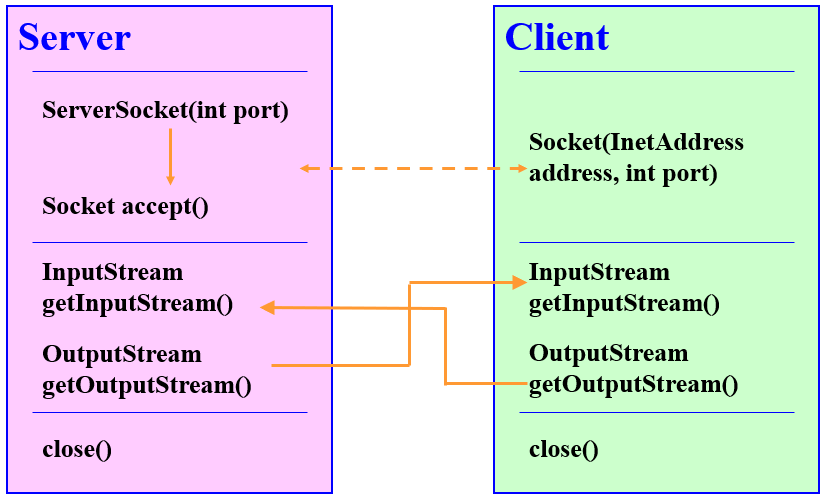 Server
ServerSocket(int port)
Socket accept()
InputStream
getInputStream()
OutputStream
getOutputStream()
close()
Client
Socket(InetAddress
address, int port)
InputStream
getInputStream()
OutputStream
getOutputStream()
close()